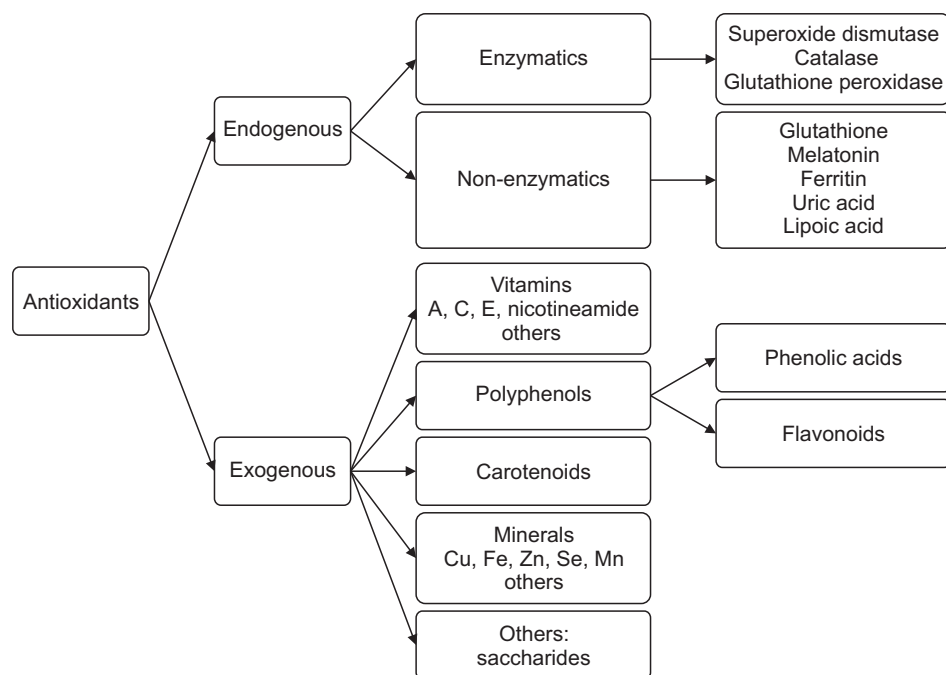 Antioxidants
Endogenous
Enzymatics
Superoxide dismutase
Catalase
Glutathione peroxidase
Non-enzymatics
Glutathione
Melatonin
Ferritin
Uric acid
Lipoic acid
Exogenous
Vitamins
A, C, E, nicotineamide
others
Polyphenols
Phenolic acids
Flavonoids
Carotenoids
Minerals
Cu, Fe, Zn, Se, Mn
others
Others:
saccharides